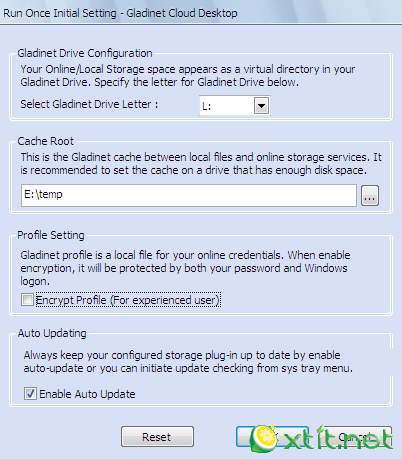 Run Once Initial Setting - Gladinet Cloud Desktop
Gladinet Drive Configuration
Your Online/Local Storage space appears as a virtual directory in your
Gladinet Drive. Specify the letter for Gladinet Drive below.
Select Gladinet Drive Letter :
L:
Cache Root
This is the Gladinet cache between local files and online storage services. It
is recommended to set the cache on a drive that has enough disk space.
E:\temp
...
Profile Setting
Gladinet profile is a local file for your online credentials. When enable
encryption, it will be protected by both your password and Windows
logon.
Encrypt Profile (For experienced user)
Auto Updating
Always keep your configured storage plug-in up to date by enable
auto-update or you can initiate update checking from sys tray menu.
Enable Auto Update
Reset
xtit.net